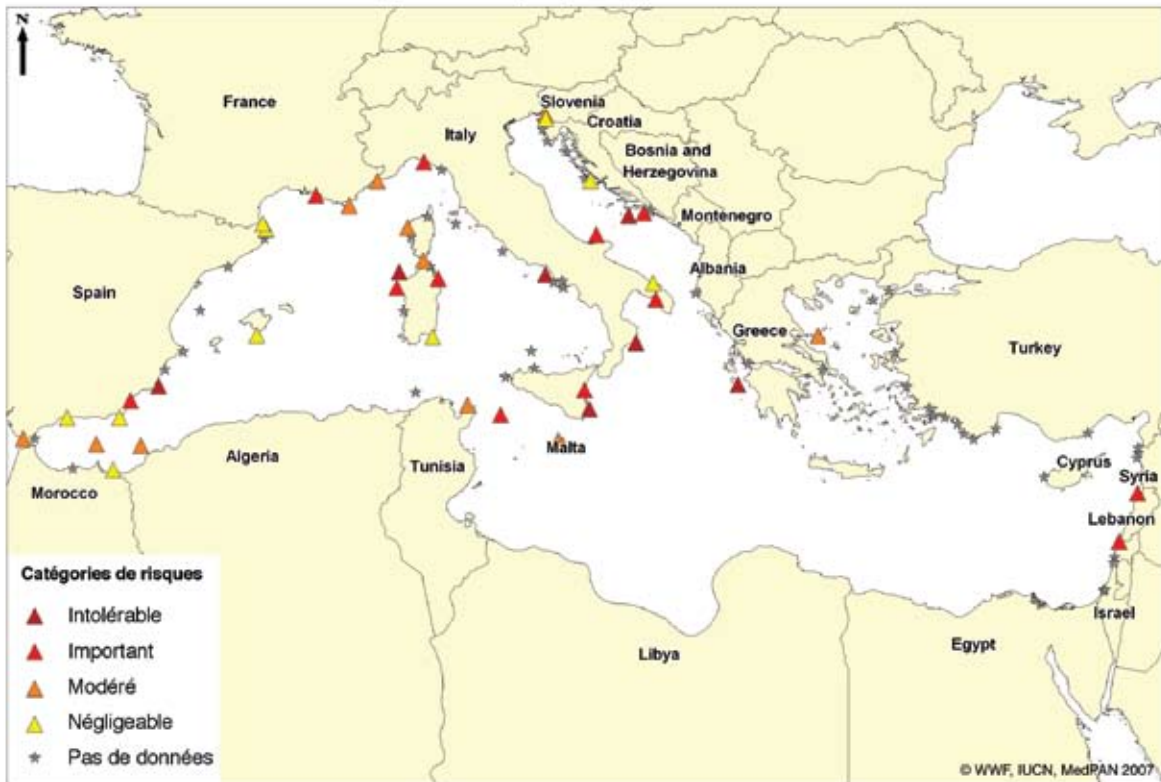 N
France
Slovenia
Croatia
Italy
Bosnia and
Herzegovina
Montenegro
Albania
Spain
Greece
Turkey
Malta
Algeria
Tunisia
Morocco
Cyprus
Syria
Lebanon
Israel
Egypt
Libya
Catégories de risques
Intolérable
Important
Modéré
Négligeable
Pas de données
© WWF, IUCN, MedPAN 2007